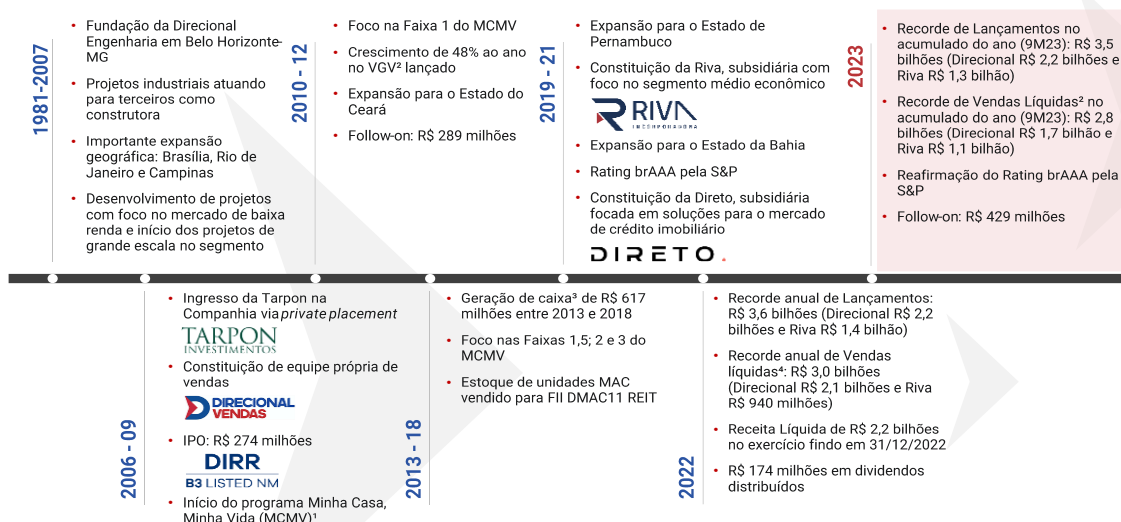 1981-2007
• Fundação da Direcional
Engenharia em Belo Horizonte-
MG
• Projetos industriais atuando
para terceiros como
construtora
• Importante expansão
geográfica: Brasília, Rio de
Janeiro e Campinas
• Desenvolvimento de projetos
com foco no mercado de baixa
renda e início dos projetos de
grande escala no segmento
2010 - 12
• Foco na Faixa 1 do MCMV
• Crescimento de 48% ao ano
no VGV² lançado
• Expansão para o Estado do
Ceará
• Follow-on: R$ 289 milhões
2019 - 21
• Expansão para o Estado de
Pernambuco
• Constituição da Riva, subsidiária com
foco no segmento médio econômico
RIVA
INCORPORADORA
• Expansão para o Estado da Bahia
• Rating brAAA pela S&P
• Constituição da Direto, subsidiária
focada em soluções para o mercado
de crédito imobiliário
DIRETO.
2023
• Recorde de Lançamentos no
acumulado do ano (9M23): R$ 3,5
bilhões (Direcional R$ 2,2 bilhões e
Riva R$ 1,3 bilhão)
• Recorde de Vendas Líquidas² no
acumulado do ano (9M23): R$ 2,8
bilhões (Direcional R$ 1,7 bilhão e
Riva R$ 1,1 bilhão)
• Reafirmação do Rating brAAA pela
S&P
• Follow-on: R$ 429 milhões
2006 - 09
• Ingresso da Tarpon na
Companhia via private placement
TARPON
INVESTIMENTOS
• Constituição de equipe própria de
vendas
DIRECIONAL
VENDAS
• IPO: R$ 274 milhões
DIRR
B3 LISTED NM
• Início do programa Minha Casa,
Minha Vida (MCMV)¹
2013 - 18
• Geração de caixa³ de R$ 617
milhões entre 2013 e 2018
• Foco nas Faixas 1,5; 2 e 3 do
MCMV
• Estoque de unidades MAC
vendido para FII DMAC11 REIT
2022
• Recorde anual de Lançamentos:
R$ 3,6 bilhões (Direcional R$ 2,2
bilhões e Riva R$ 1,4 bilhão)
• Recorde anual de Vendas
líquidas⁴: R$ 3,0 bilhões
(Direcional R$ 2,1 bilhões e Riva
R$ 940 milhões)
• Receita Líquida de R$ 2,2 bilhões
no exercício findo em 31/12/2022
• R$ 174 milhões em dividendos
distribuídos